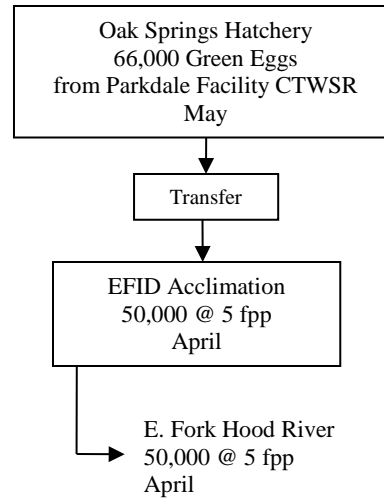 Oak Springs Hatchery
66,000 Green Eggs
from Parkdale Facility CTWSR
May
Transfer
EFID Acclimation
50,000 @ 5 fpp
April
E. Fork Hood River
50,000 @ 5 fpp
April